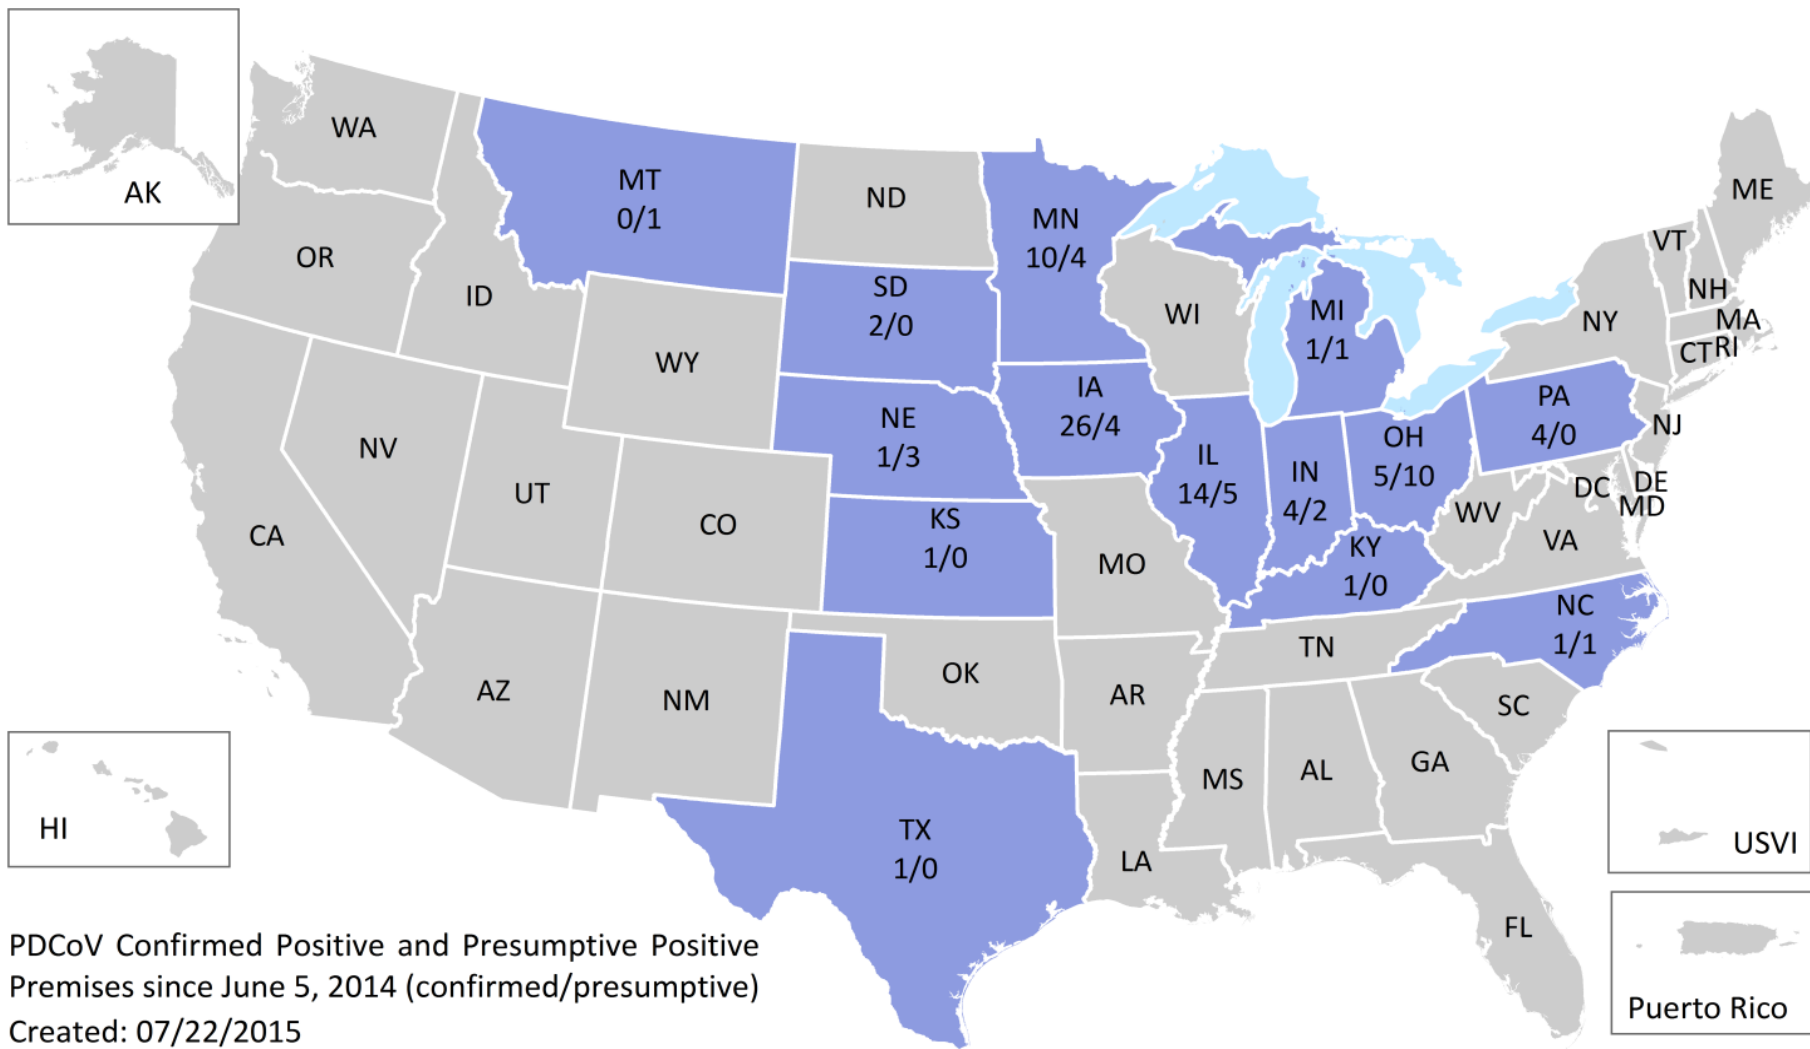 WA
AK
MT
0/1
ND
MN
10/4
ME
VT
NH
OR
ID
SD
2/0
WI
MI
1/1
NY
MA
CT
RI
WY
NE
1/3
IA
26/4
PA
4/0
NJ
NV
UT
CO
CA
KS
1/0
MO
IL
14/5
IN
4/2
OH
5/10
KY
1/0
WV
DC
DE
MD
VA
NC
1/1
TN
AZ
NM
OK
AR
SC
MS
AL
GA
HI
TX
1/0
LA
FL
USVI
Puerto Rico
PDCoV Confirmed Positive and Presumptive Positive
Premises since June 5, 2014 (confirmed/presumptive)
Created: 07/22/2015